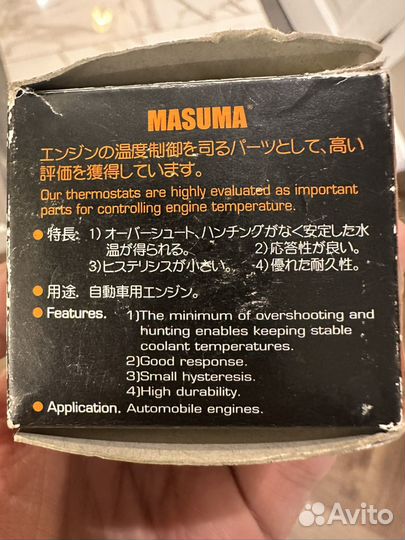 MASUMA®
エンジンの温度制御を司るパーツとして、高い
評価を獲得しています。
Our thermostats are highly evaluated as important
parts for controlling engine temperature.
● 特長. 1) オーバーシュート、ハンチングがなく安定した水
温が得られる。 2) 応答性が良い。
3)ヒステリシスが小さい。 4) 優れた耐久性。
● 用途. 自動車用エンジン。
● Features. 1)The minimum of overshooting and
hunting enables keeping stable
coolant temperatures.
2)Good response.
3)Small hysteresis.
4)High durability.
● Application. Automobile engines.
Avito